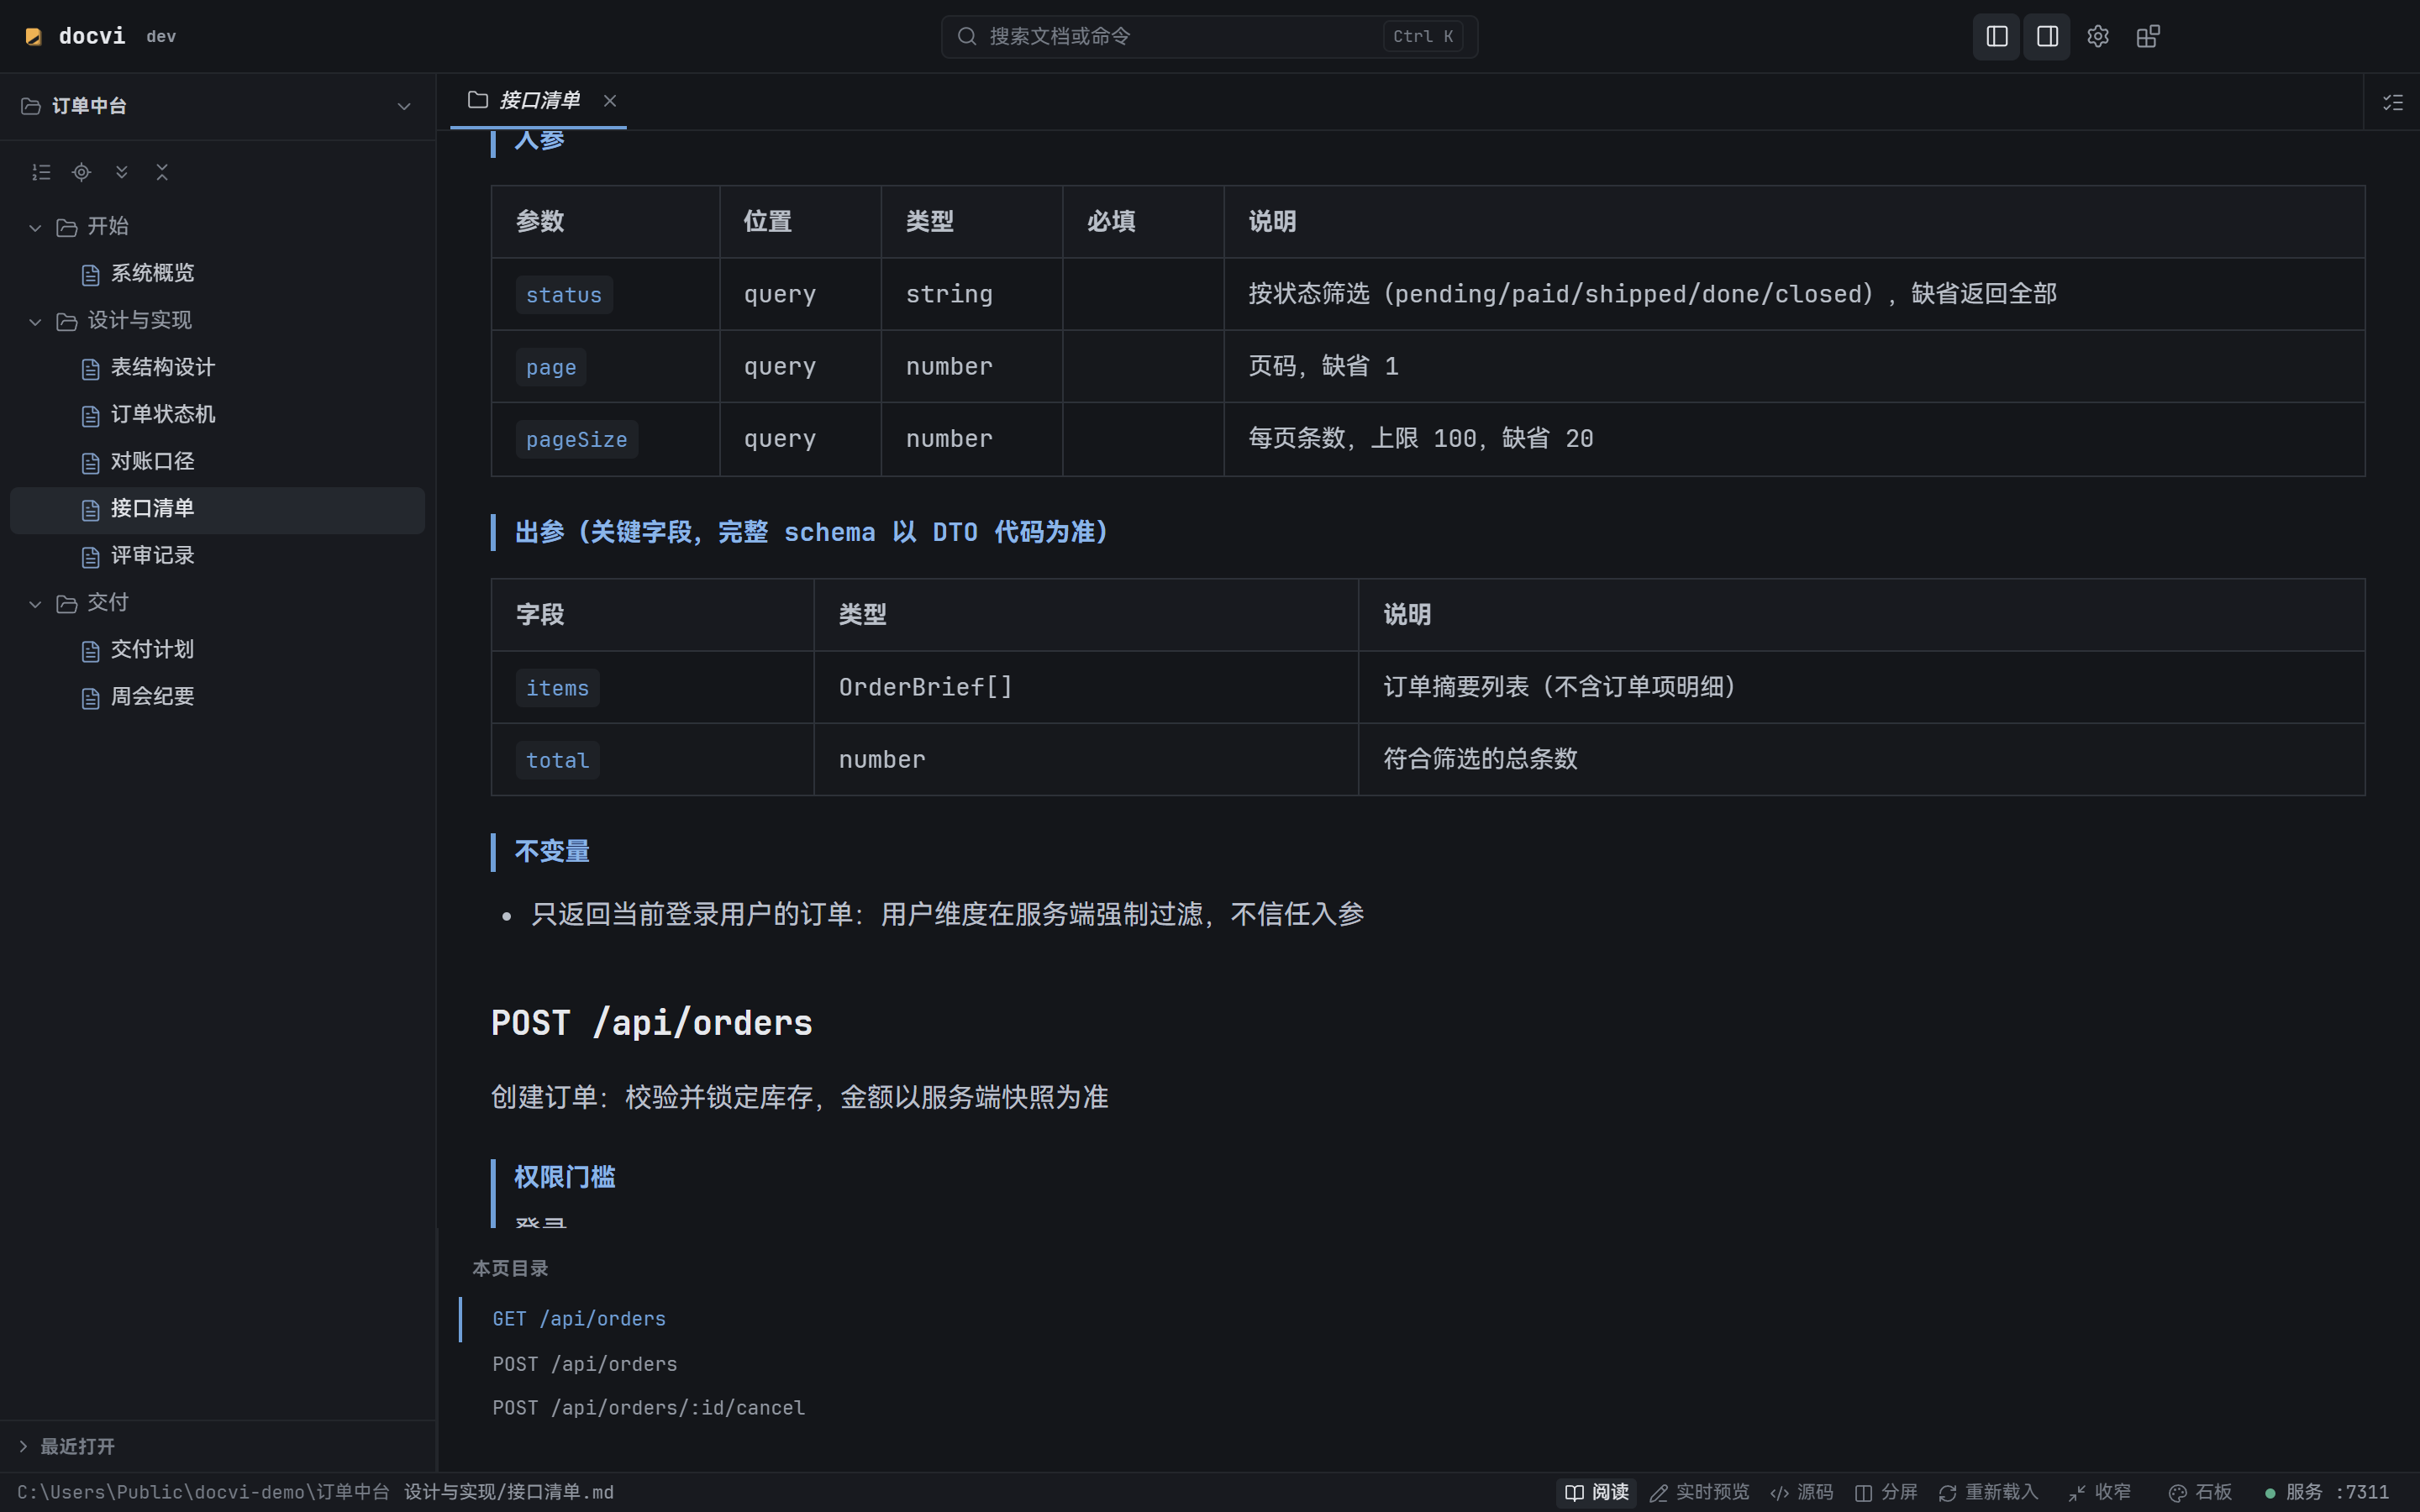 docvi dev
搜索文档或命令 Ctrl K
订单中台
接口清单
开始
系统概览
设计与实现
表结构设计
订单状态机
对账口径
接口清单
评审记录
交付
交付计划
周会纪要
最近打开
入参
参数 位置 类型 必填 说明
status query string 按状态筛选（pending/paid/shipped/done/closed），缺省返回全部
page query number 页码，缺省 1
pageSize query number 每页条数，上限 100，缺省 20
出参（关键字段，完整 schema 以 DTO 代码为准）
字段 类型 说明
items OrderBrief[] 订单摘要列表（不含订单项明细）
total number 符合筛选的总条数
不变量
• 只返回当前登录用户的订单：用户维度在服务端强制过滤，不信任入参
POST /api/orders
创建订单：校验并锁定库存，金额以服务端快照为准
权限门槛
登录
本页目录
GET /api/orders
POST /api/orders
POST /api/orders/:id/cancel
C:\Users\Public\docvi-demo\订单中台 设计与实现/接口清单.md 阅读 实时预览 源码 分屏 重新载入 收窄 石板 服务 :7311